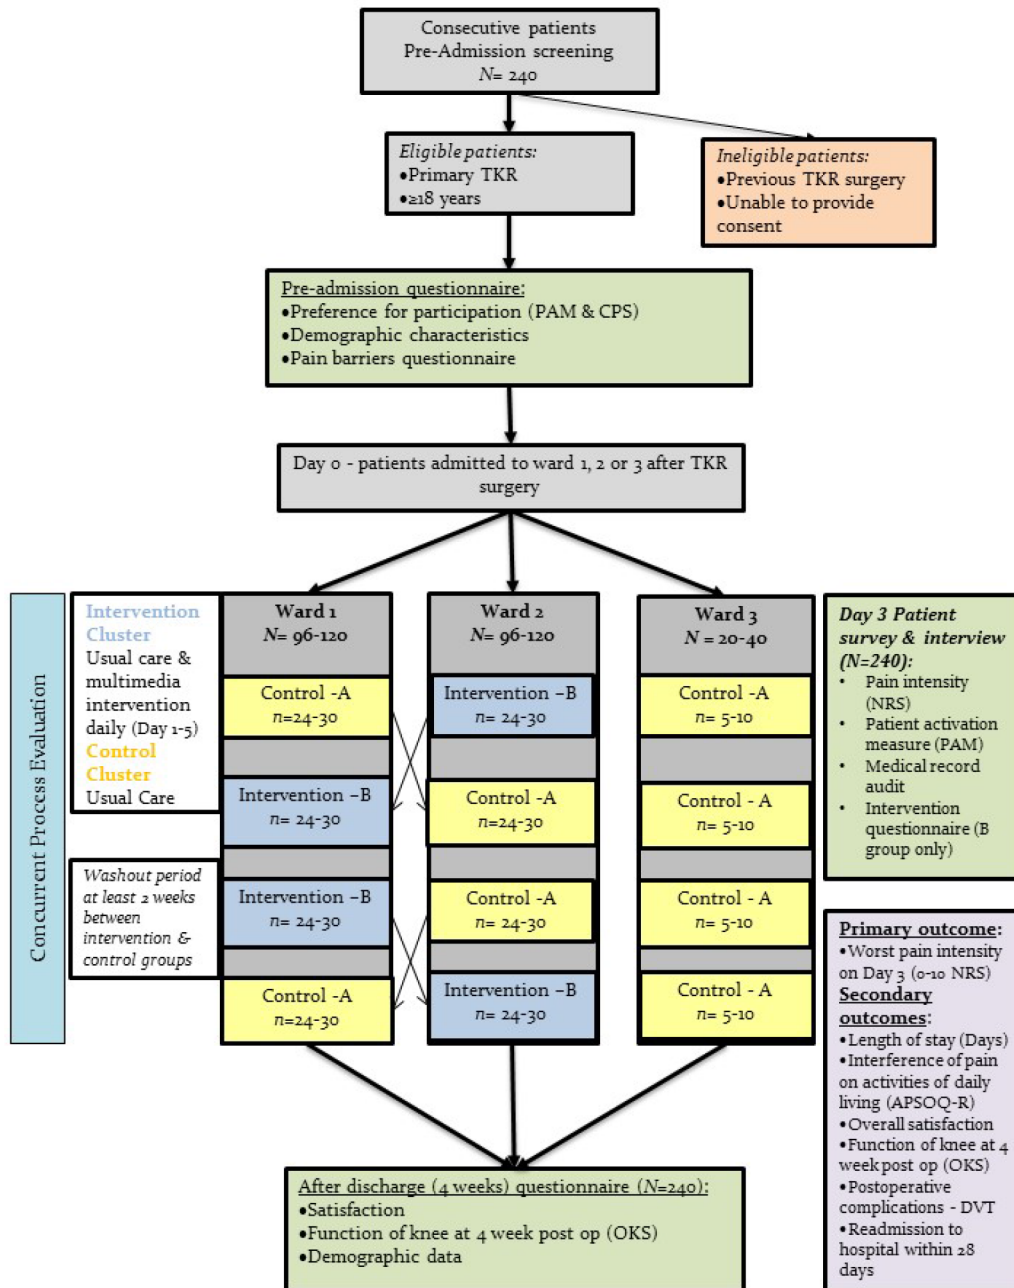 Consecutive patients
Pre-Admission screening
N= 240
Eligible patients:
•Primary TKR
•≥18 years
Ineligible patients:
•Previous TKR surgery
•Unable to provide
consent
Pre-admission questionnaire:
•Preference for participation (PAM & CPS)
•Demographic characteristics
•Pain barriers questionnaire
Day 0 - patients admitted to ward 1, 2 or 3 after TKR
surgery
Concurrent Process Evaluation
Intervention
Cluster
Usual care &
multimedia
intervention
daily (Day 1-5)
Control
Cluster
Usual Care
Washout period
at least 2 weeks
between
intervention &
control groups
Ward 1
N= 96-120
Control -A
n=24-30
Intervention –B
n= 24-30
Intervention –B
n= 24-30
Control -A
n=24-30
Ward 2
N= 96-120
Intervention –B
n= 24-30
Control -A
n=24-30
Control -A
n= 24-30
Intervention –B
n= 24-30
Ward 3
N = 20-40
Control - A
n= 5-10
Control - A
n= 5-10
Control - A
n= 5-10
Control - A
n= 5-10
Day 3 Patient
survey & interview
(N=240):
• Pain intensity
(NRS)
• Patient activation
measure (PAM)
• Medical record
audit
• Intervention
questionnaire (B
group only)
Primary outcome:
•Worst pain intensity
on Day 3 (0-10 NRS)
Secondary
outcomes:
•Length of stay (Days)
•Interference of pain
on activities of daily
living (APSOQ-R)
•Overall satisfaction
•Function of knee at 4
week post op (OKS)
•Postoperative
complications - DVT
•Readmission to
hospital within 28
days
After discharge (4 weeks) questionnaire (N=240):
•Satisfaction
•Function of knee at 4 week post op (OKS)
•Demographic data